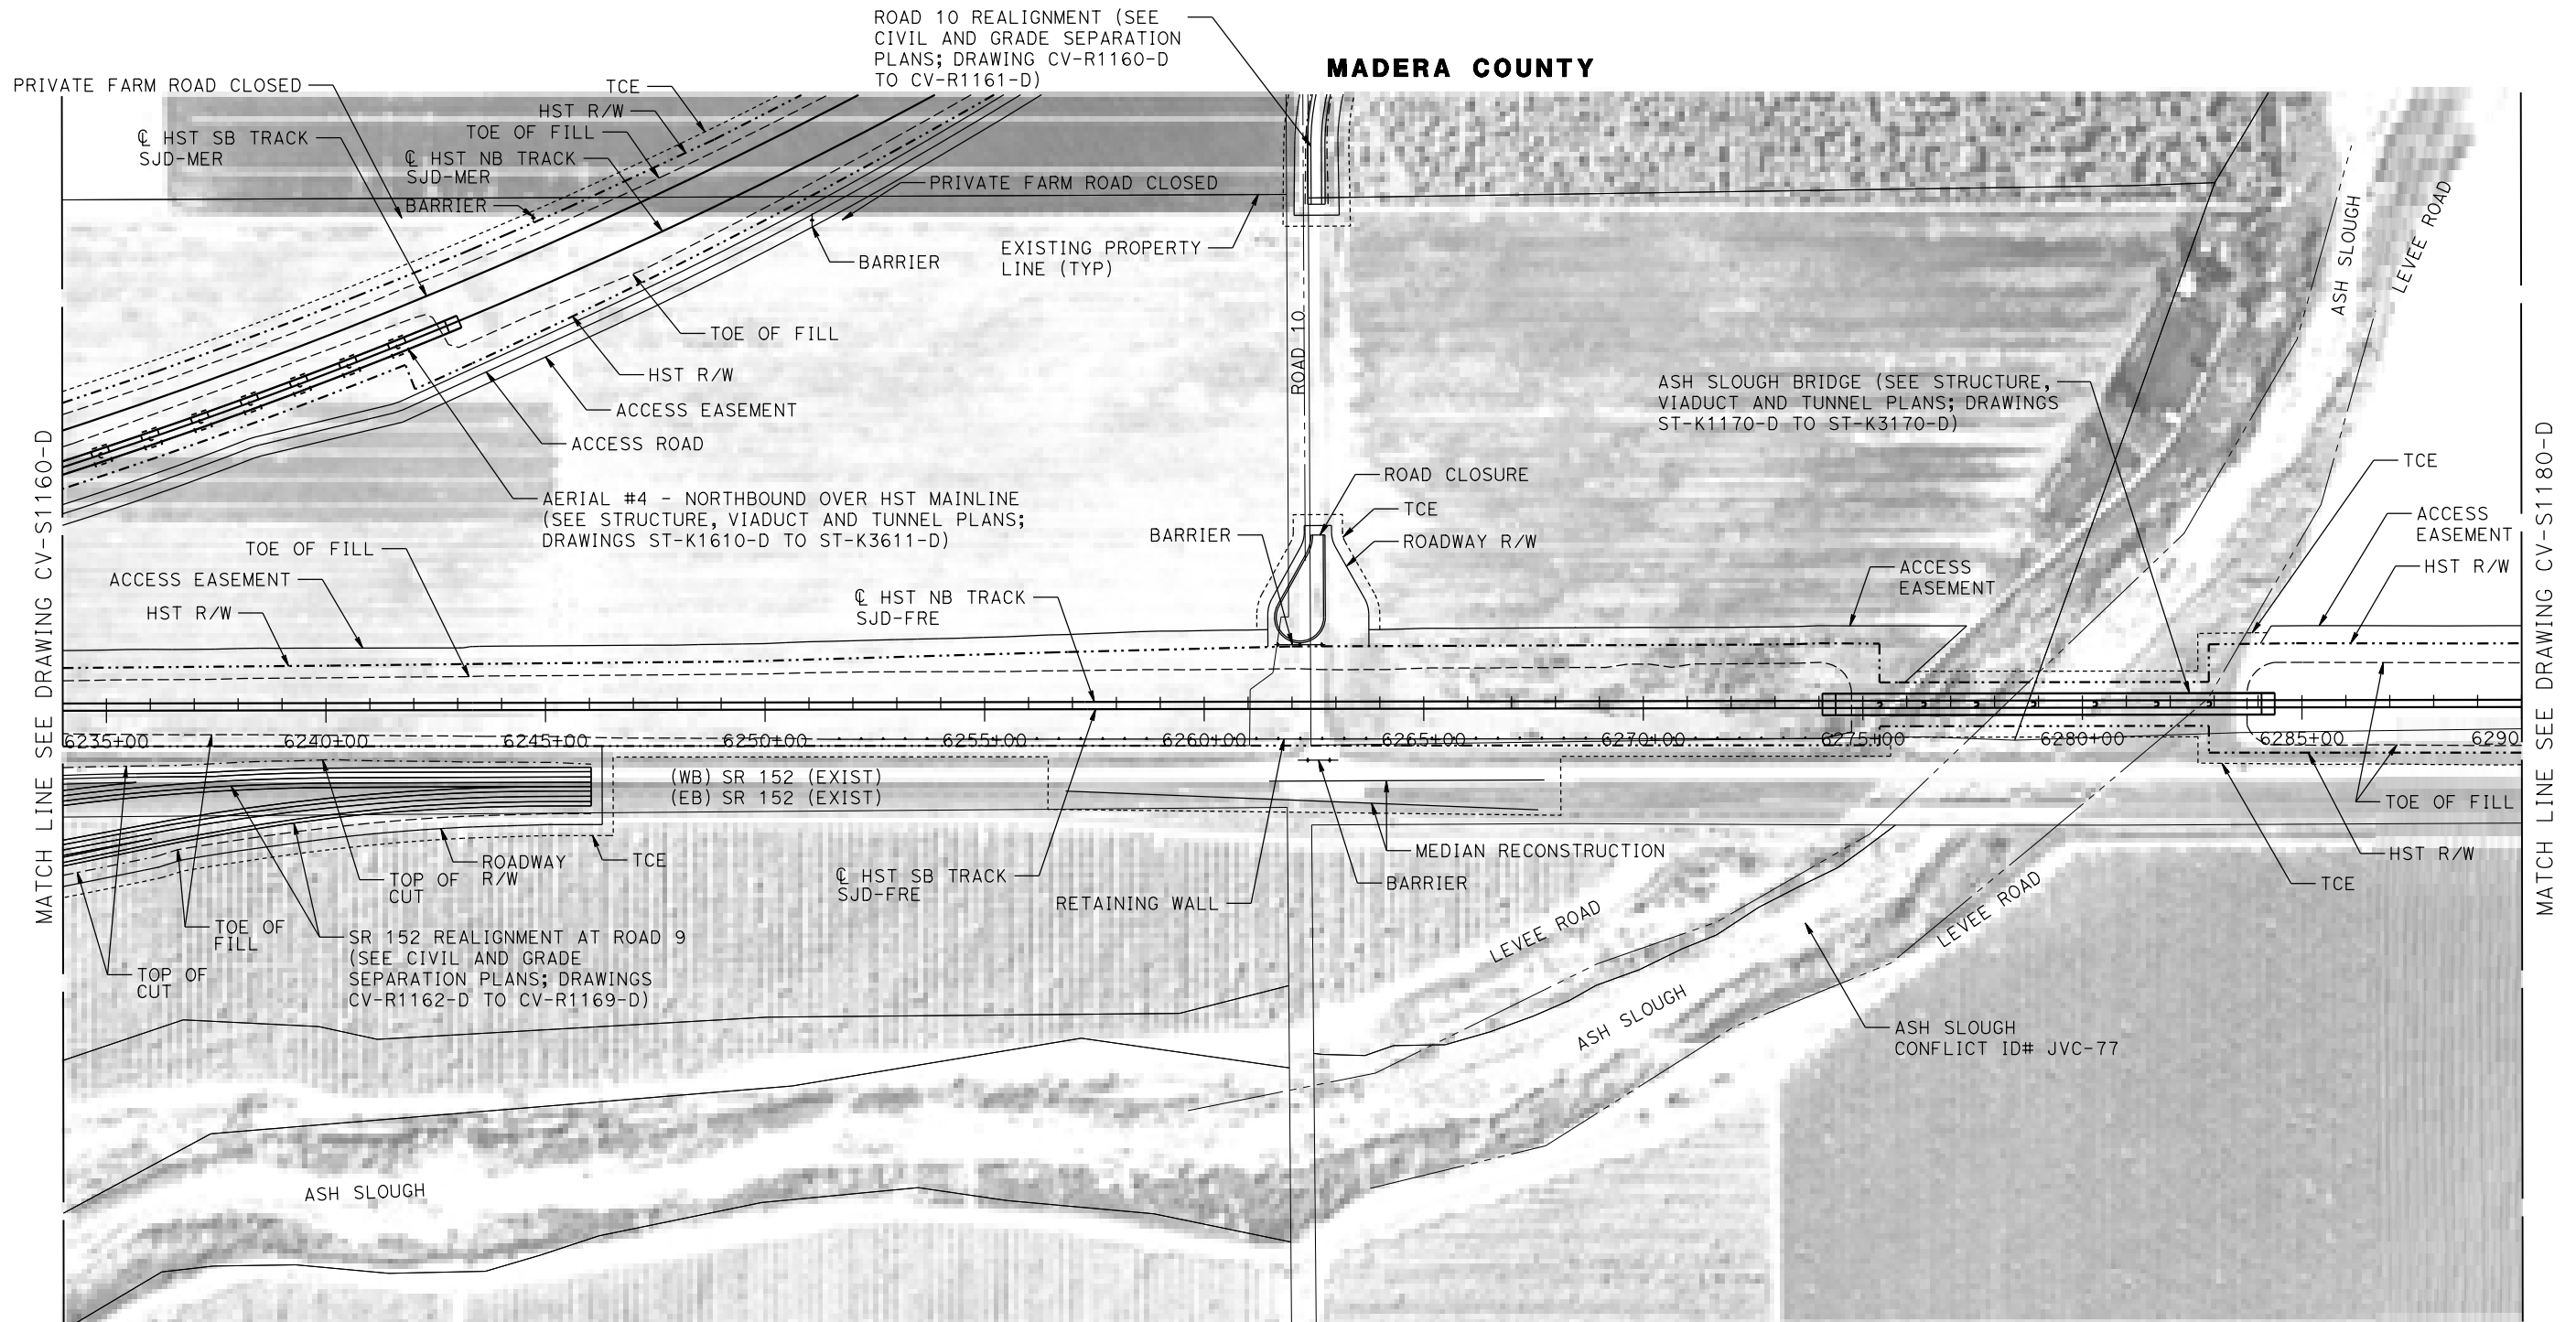 ROAD 10 REALIGNMENT (SEE
CIVIL AND GRADE SEPARATION
PLANS; DRAWING CV-R1160-D
TO CV-R1161-D)
MADERA COUNTY
PRIVATE FARM ROAD CLOSED
TCE
HST R/W
TOE OF FILL
℄ HST SB TRACK
SJD-MER
℄ HST NB TRACK
SJD-MER
BARRIER
PRIVATE FARM ROAD CLOSED
BARRIER
EXISTING PROPERTY
LINE (TYP)
ASH SLOUGH
LEVEE ROAD
TOE OF FILL
HST R/W
ACCESS EASEMENT
ACCESS ROAD
ROAD 10
ASH SLOUGH BRIDGE (SEE STRUCTURE,
VIADUCT AND TUNNEL PLANS; DRAWINGS
ST-K1170-D TO ST-K3170-D)
MATCH LINE SEE DRAWING CV-S1160-D
MATCH LINE SEE DRAWING CV-S1180-D
AERIAL #4 - NORTHBOUND OVER HST MAINLINE
(SEE STRUCTURE, VIADUCT AND TUNNEL PLANS;
DRAWINGS ST-K1610-D TO ST-K3611-D)
ROAD CLOSURE
TCE
BARRIER
ROADWAY R/W
TCE
ACCESS
EASEMENT
HST R/W
TOE OF FILL
ACCESS EASEMENT
HST R/W
℄ HST NB TRACK
SJD-FRE
ACCESS
EASEMENT
6235+00
6240+00
6245+00
6250+00
6255+00
6260+00
6265+00
6270+00
6275+00
6280+00
6285+00
6290
(WB) SR 152 (EXIST)
(EB) SR 152 (EXIST)
TOE OF FILL
HST R/W
TCE
ROADWAY
R/W
TCE
TOP OF
CUT
TOE OF
FILL
TOP OF
CUT
SR 152 REALIGNMENT AT ROAD 9
(SEE CIVIL AND GRADE
SEPARATION PLANS; DRAWINGS
CV-R1162-D TO CV-R1169-D)
℄ HST SB TRACK
SJD-FRE
RETAINING WALL
MEDIAN RECONSTRUCTION
BARRIER
LEVEE ROAD
LEVEE ROAD
ASH SLOUGH
ASH SLOUGH
CONFLICT ID# JVC-77
ASH SLOUGH